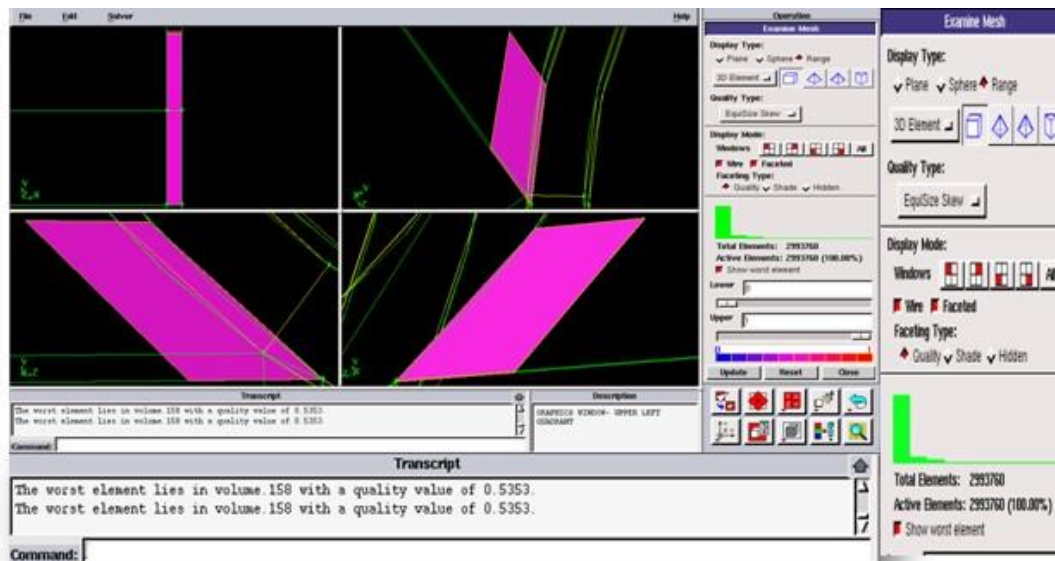 File Edit Solver Help
Operation
Examine Mesh
Display Type:
Plane Sphere Range
3D Element
Quality Type:
EquiSize Skew
Display Mode:
Windows All
Wire Faceted
Faceting Type:
Quality Shade Hidden
Total Elements: 2993760
Active Elements: 2993760 (100.00%)
Show worst element
Lower 0
Upper 1
Update Reset Close
Transcript
The worst element lies in volume.158 with a quality value of 0.5353.
The worst element lies in volume.158 with a quality value of 0.5353.
Command:
Description
GRAPHICS WINDOW- UPPER LEFT
QUADRANT
Transcript
The worst element lies in volume.158 with a quality value of 0.5353.
The worst element lies in volume.158 with a quality value of 0.5353.
Command:
Examine Mesh
Display Type:
Plane Sphere Range
3D Element
Quality Type:
EquiSize Skew
Display Mode:
Windows
Wire Faceted
Faceting Type:
Quality Shade Hidden
Total Elements: 2993760
Active Elements: 2993760 (100.00%)
Show worst element